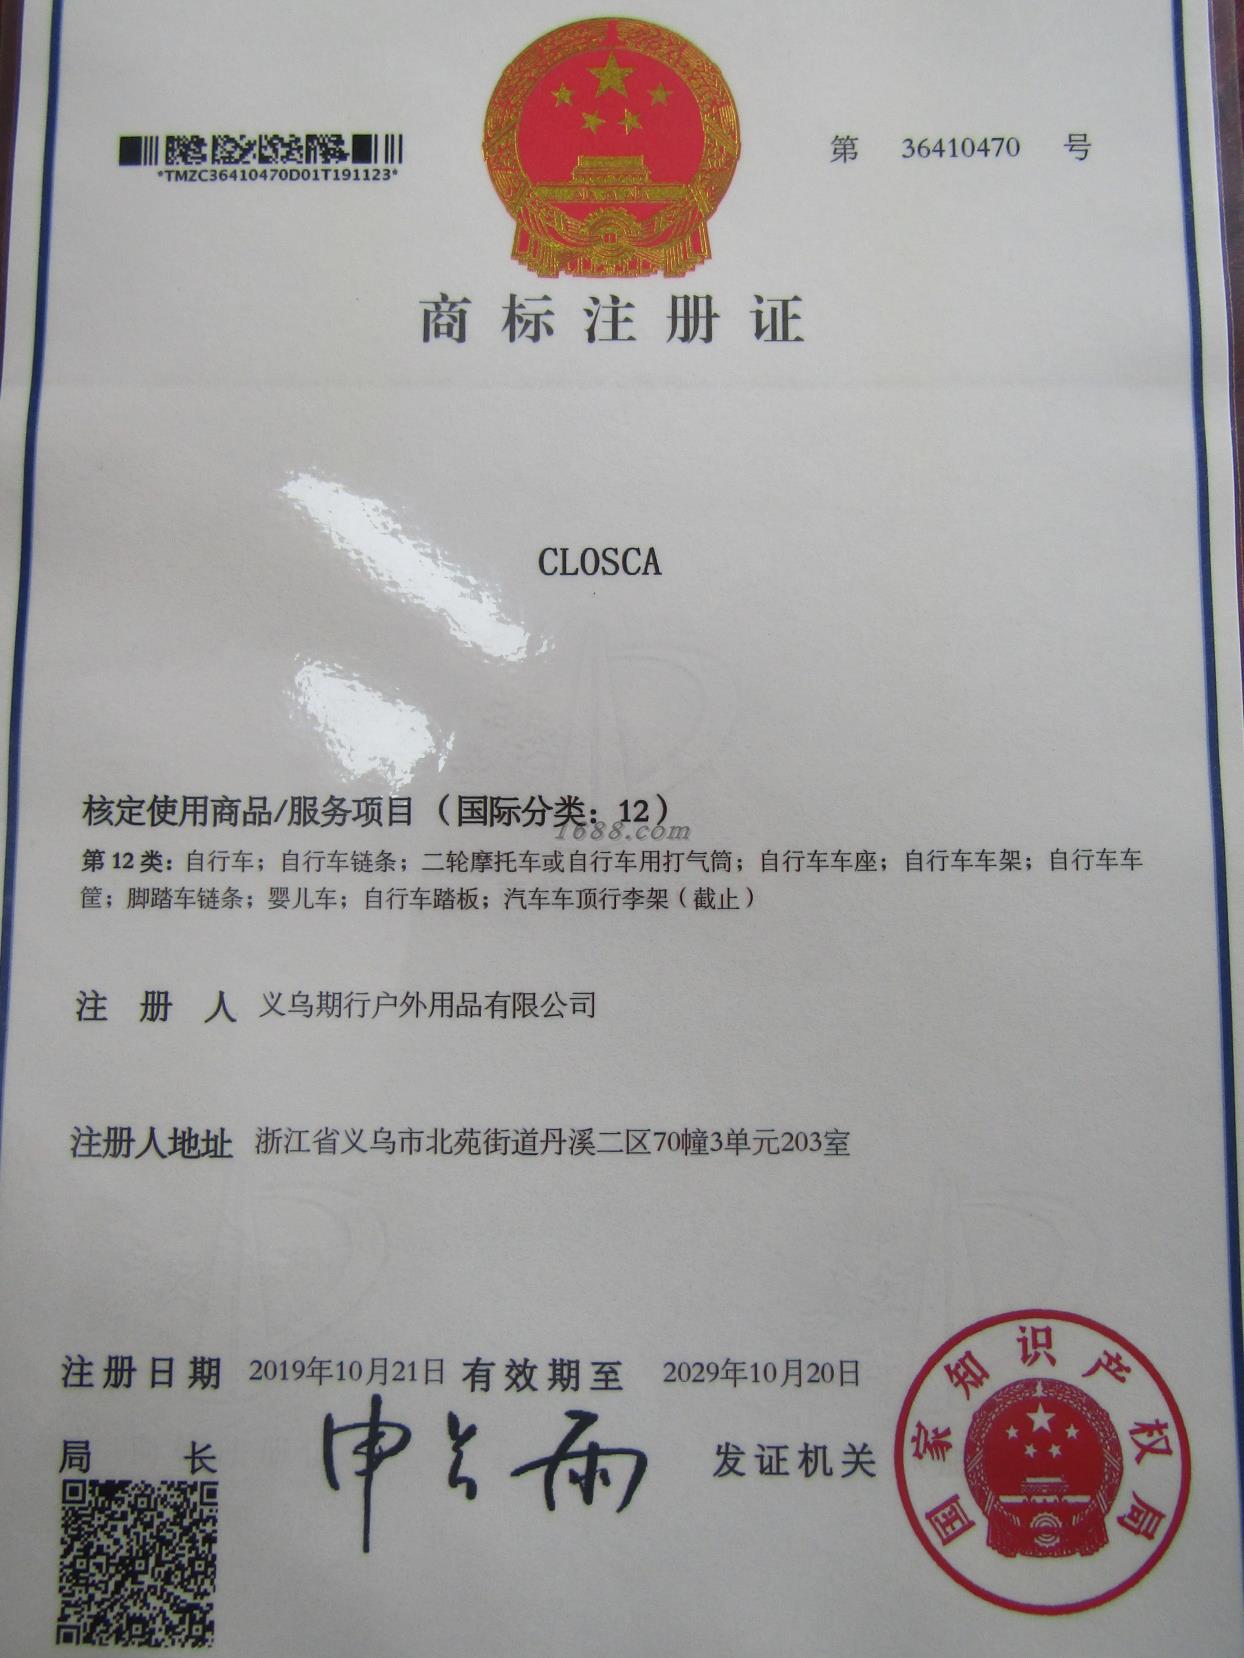 *TMZC36410470D01T191123*
第 36410470 号
商标注册证
CLOSCA
核定使用商品/服务项目（国际分类：12）
1688.com
第12类：自行车；自行车链条；二轮摩托车或自行车用打气筒；自行车车座；自行车车架；自行车车
筐；脚踏车链条；婴儿车；自行车踏板；汽车车顶行李架（截止）
注册人 义乌期行户外用品有限公司
注册人地址 浙江省义乌市北苑街道丹溪二区70幢3单元203室
注册日期 2019年10月21日 有效期至 2029年10月20日
局长 申长雨 发证机关
国家知识产权局